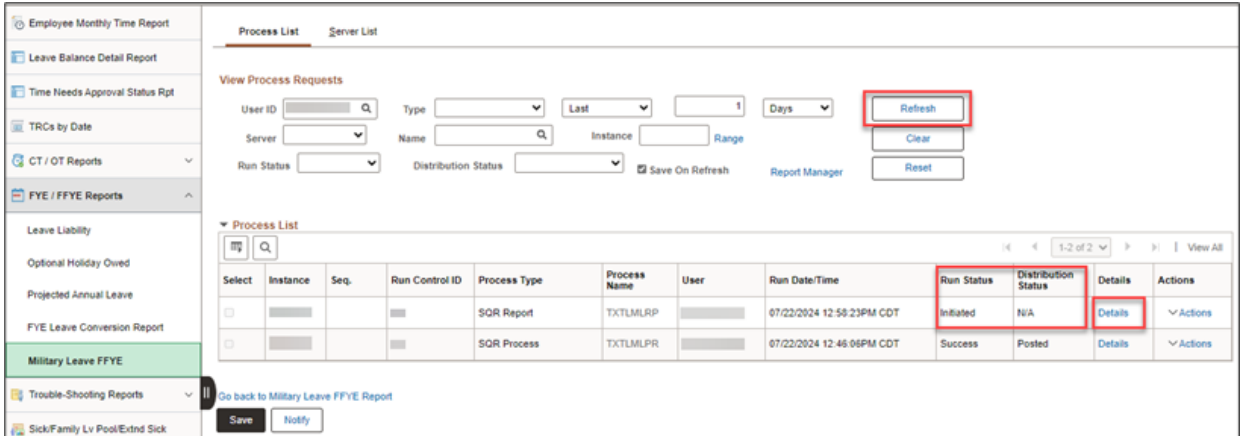 Employee Monthly Time Report
Leave Balance Detail Report
Time Needs Approval Status Rpt
TRCs by Date
CT / OT Reports
FYE / FFYE Reports
Leave Liability
Optional Holiday Owed
Projected Annual Leave
FYE Leave Conversion Report
Military Leave FFYE
Trouble-Shooting Reports
Sick/Family Lv Pool/Extnd Sick
Process List Server List
View Process Requests
User ID Type Last 1 Days Refresh
Server Name Instance Range Clear
Run Status Distribution Status Save On Refresh Report Manager Reset
Process List
1-2 of 2 View All
Select Instance Seq. Run Control ID Process Type Process Name User Run Date/Time Run Status Distribution Status Details Actions
SQR Report TXTLMLRP 07/22/2024 12:58:23PM CDT Initiated N/A Details Actions
SQR Process TXTLMLPR 07/22/2024 12:46:06PM CDT Success Posted Details Actions
Go back to Military Leave FFYE Report
Save Notify